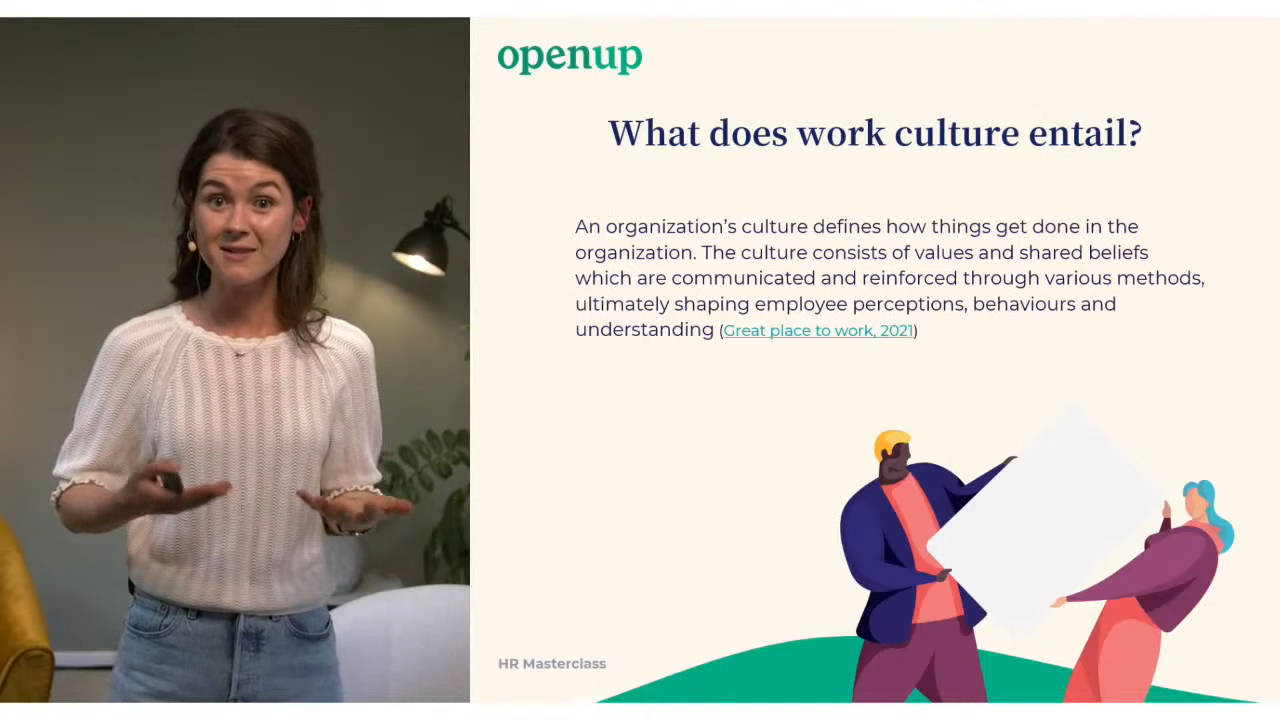 openup
What does work culture entail?
An organization’s culture defines how things get done in the
organization. The culture consists of values and shared beliefs
which are communicated and reinforced through various methods,
ultimately shaping employee perceptions, behaviours and
understanding (Great place to work, 2021)
HR Masterclass